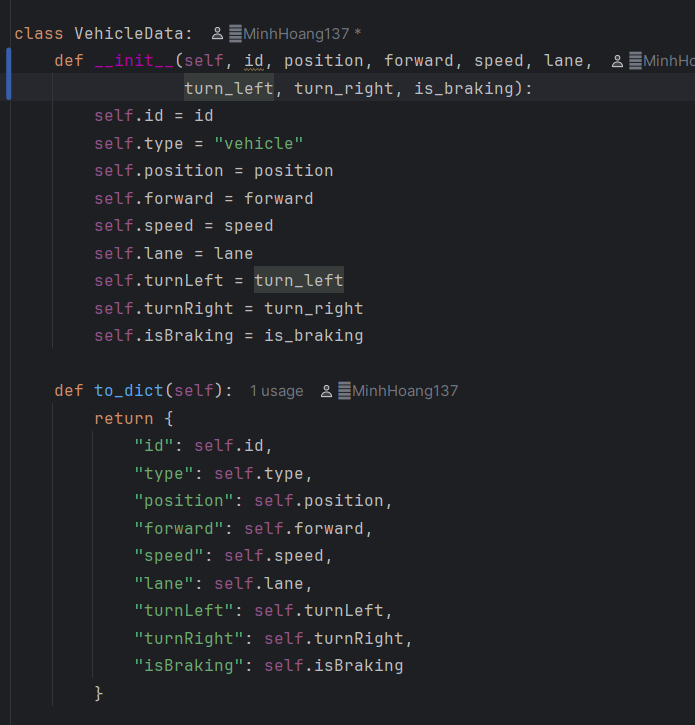 class VehicleData: MinhHoang137 *
    def __init__(self, id, position, forward, speed, lane, MinhHo
                 turn_left, turn_right, is_braking):
        self.id = id
        self.type = "vehicle"
        self.position = position
        self.forward = forward
        self.speed = speed
        self.lane = lane
        self.turnLeft = turn_left
        self.turnRight = turn_right
        self.isBraking = is_braking
    def to_dict(self): 1 usage MinhHoang137
        return {
            "id": self.id,
            "type": self.type,
            "position": self.position,
            "forward": self.forward,
            "speed": self.speed,
            "lane": self.lane,
            "turnLeft": self.turnLeft,
            "turnRight": self.turnRight,
            "isBraking": self.isBraking
        }